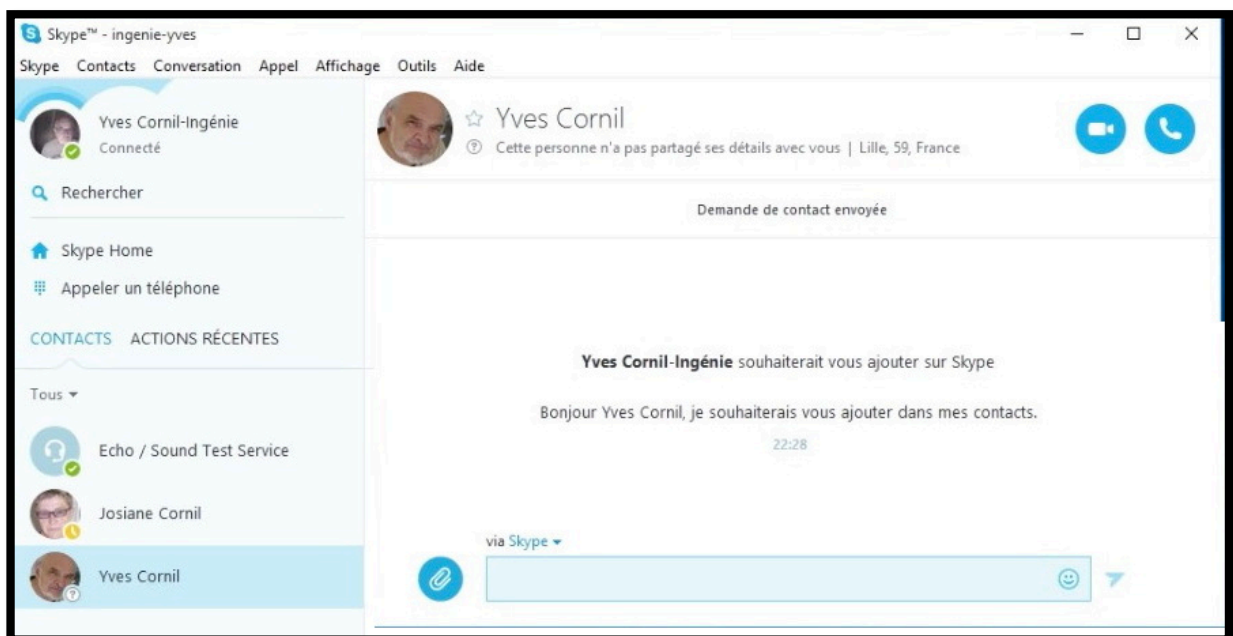 Skype™ - ingenie-yves
Skype Contacts Conversation Appel Affichage Outils Aide
Yves Cornil-Ingénie
Connecté
Rechercher
Skype Home
Appeler un téléphone
CONTACTS ACTIONS RÉCENTES
Tous
Echo / Sound Test Service
Josiane Cornil
Yves Cornil
Yves Cornil
Cette personne n'a pas partagé ses détails avec vous | Lille, 59, France
Demande de contact envoyée
Yves Cornil-Ingénie souhaiterait vous ajouter sur Skype
Bonjour Yves Cornil, je souhaiterais vous ajouter dans mes contacts.
22:28
via Skype